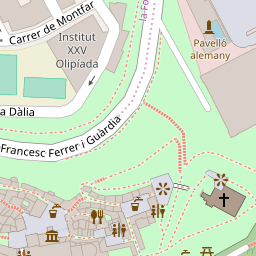 Carrer de Montfar
Institut
XXV
Olipíada
la Fo
Pavelló
alemany
a Dàlia
Francesc Ferrer i Guàrdia